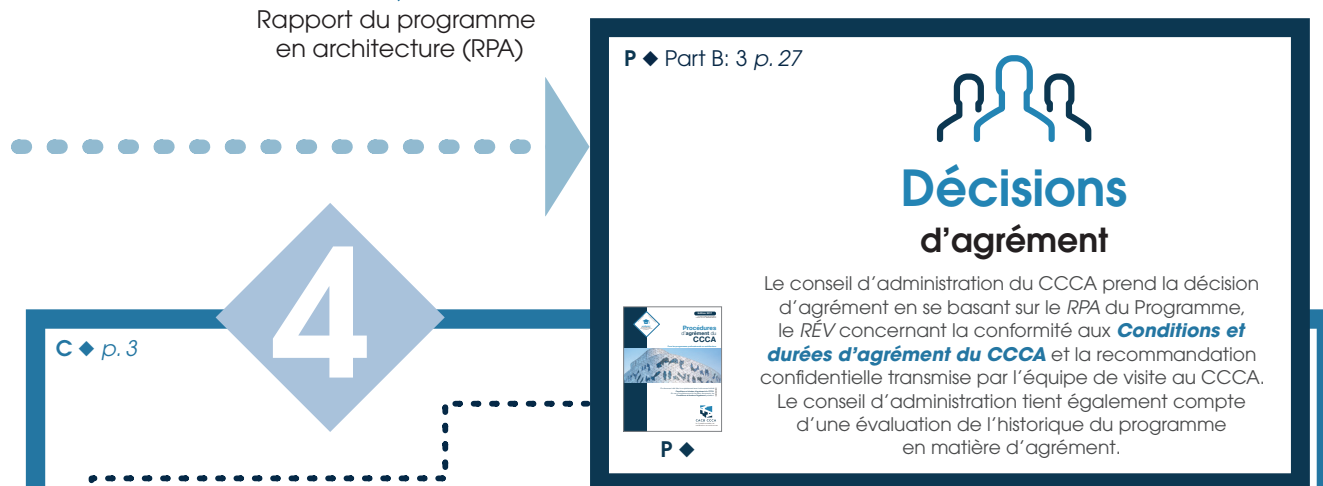 Rapport du programme
en architecture (RPA)
P ◆ Part B: 3 p. 27
Décisions
d’agrément
Le conseil d’administration du CCCA prend la décision
d’agrément en se basant sur le RPA du Programme,
le RÉV concernant la conformité aux Conditions et
durées d’agrément du CCCA et la recommandation
confidentielle transmise par l’équipe de visite au CCCA.
Le conseil d’administration tient également compte
d’une évaluation de l’historique du programme
en matière d’agrément.
Procédures
d’agrément du
CCCA
P ◆
4
C ◆ p. 3